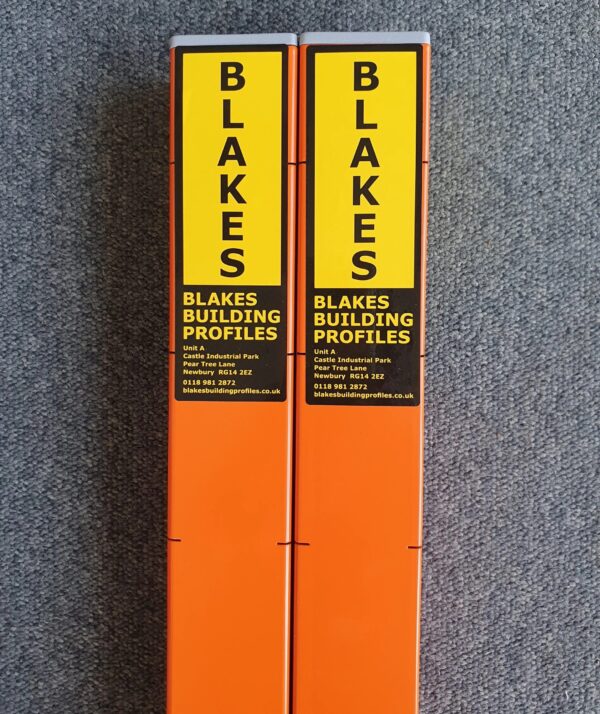 BLAKES
BLAKES
BUILDING
PROFILES
Unit A
Castle Industrial Park
Pear Tree Lane
Newbury RG14 2EZ
0118 981 2872
blakesbuildingprofiles.co.uk
BLAKES
BLAKES
BUILDING
PROFILES
Unit A
Castle Industrial Park
Pear Tree Lane
Newbury RG14 2EZ
0118 981 2872
blakesbuildingprofiles.co.uk